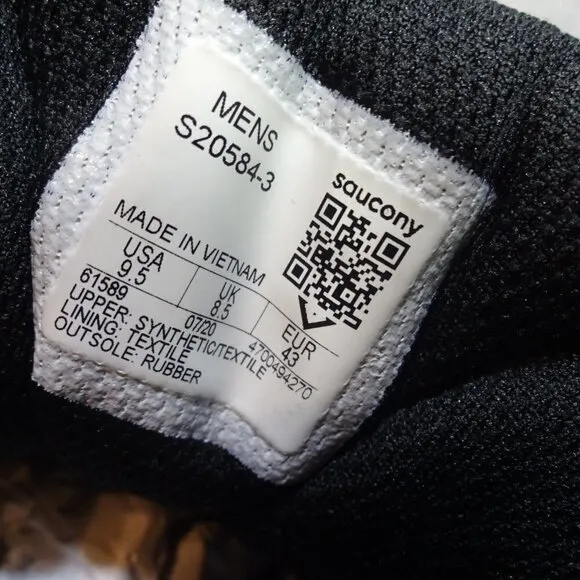 MENS
S20584-3
saucony
MADE IN VIETNAM
USA UK EUR
9.5 8.5 43
61589 07/20 4700494270
UPPER: SYNTHETIC/TEXTILE
LINING: TEXTILE
OUTSOLE: RUBBER